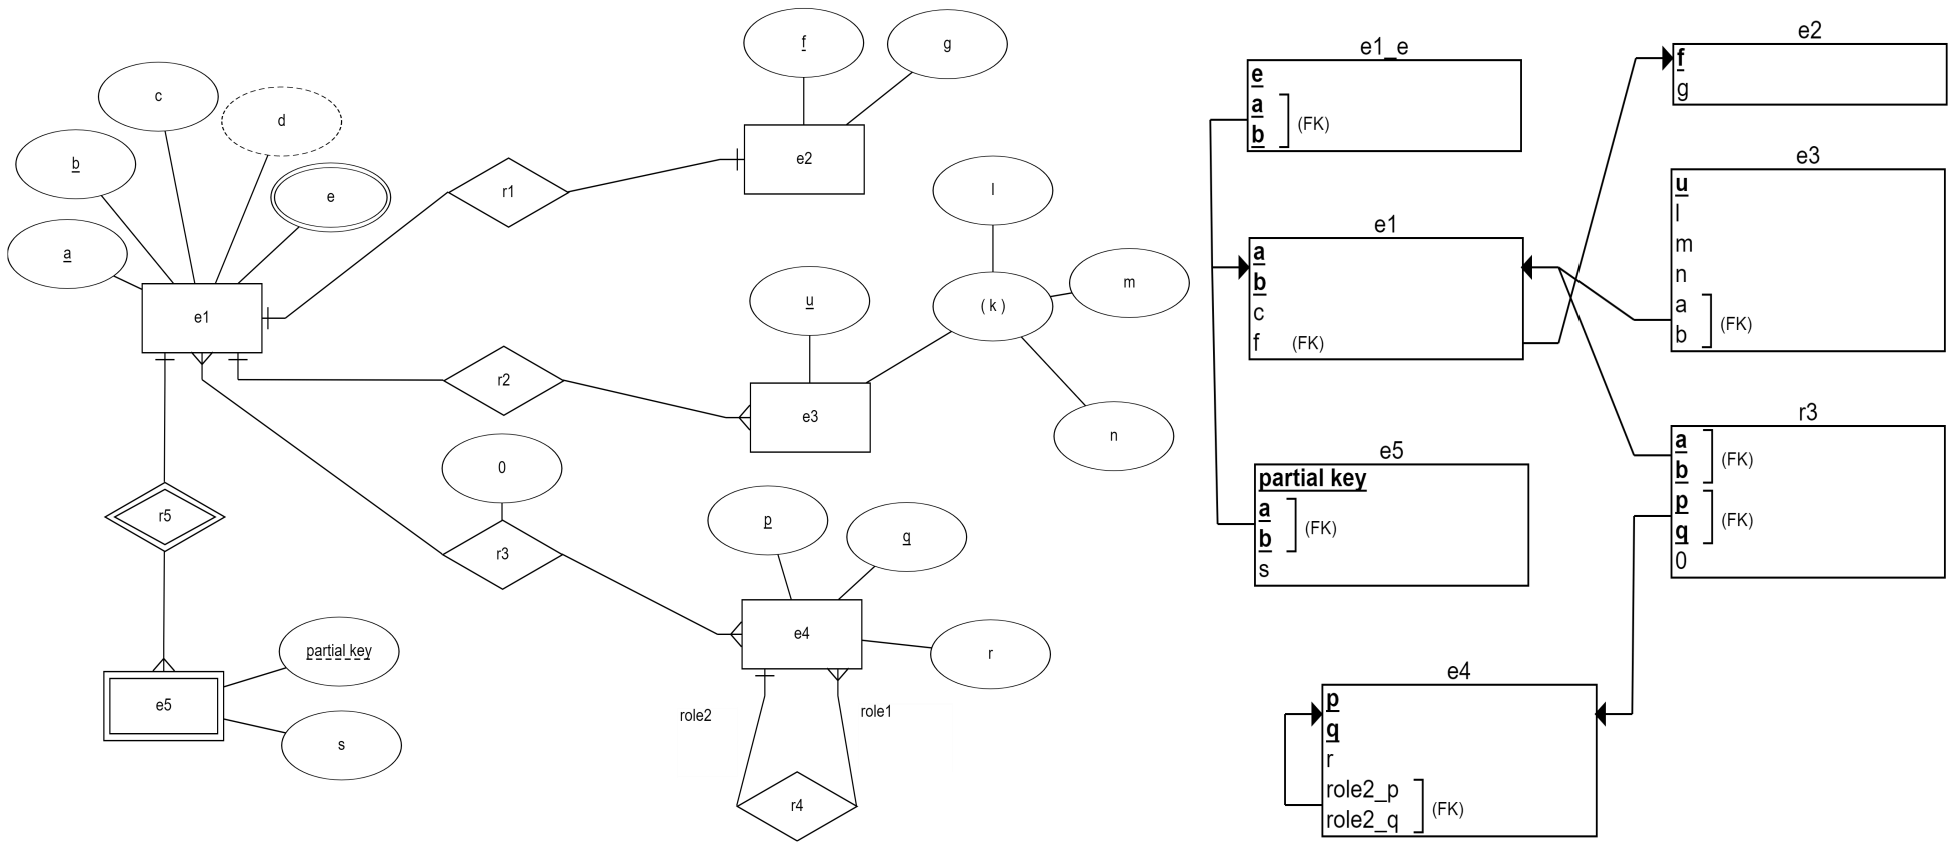 f
g
c
d
b
e
a
e1
r1
e2
l
( k )
m
n
u
r2
e3
0
r3
p
q
e4
r
role2
role1
r4
r5
partial key
e5
s
e1_e
e
a
b
(FK)
e1
a
b
c
f (FK)
e5
partial key
a
b
(FK)
s
e2
f
g
e3
u
l
m
n
a
b
(FK)
r3
a
b
(FK)
p
q
(FK)
0
e4
p
q
r
role2_p
role2_q
(FK)